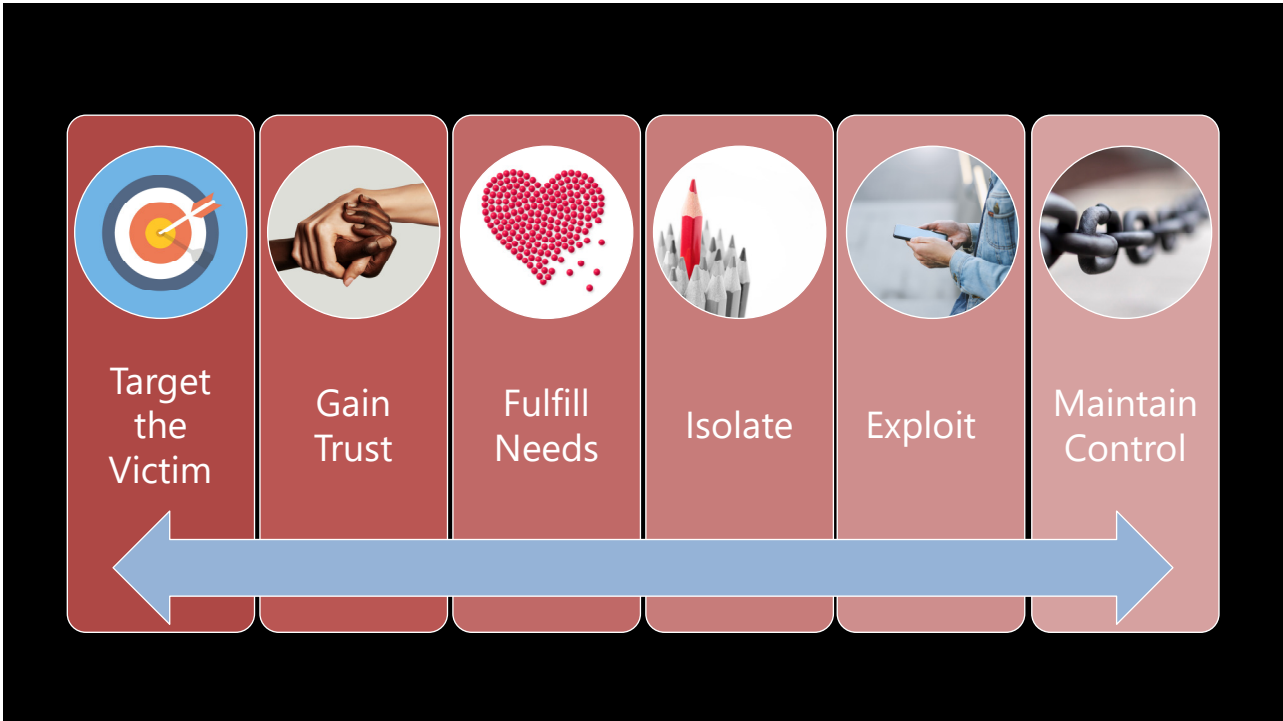 Target
the
Victim
Gain
Trust
Fulfill
Needs
Isolate
Exploit
Maintain
Control